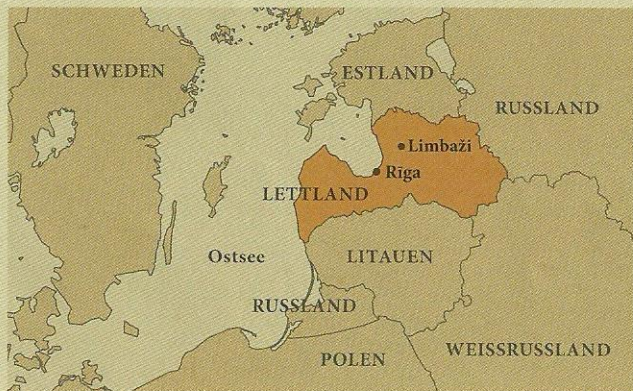 SCHWEDEN
ESTLAND
RUSSLAND
Limbaži
Rīga
LETTLAND
Ostsee
LITAUEN
RUSSLAND
POLEN
WEISSRUSSLAND